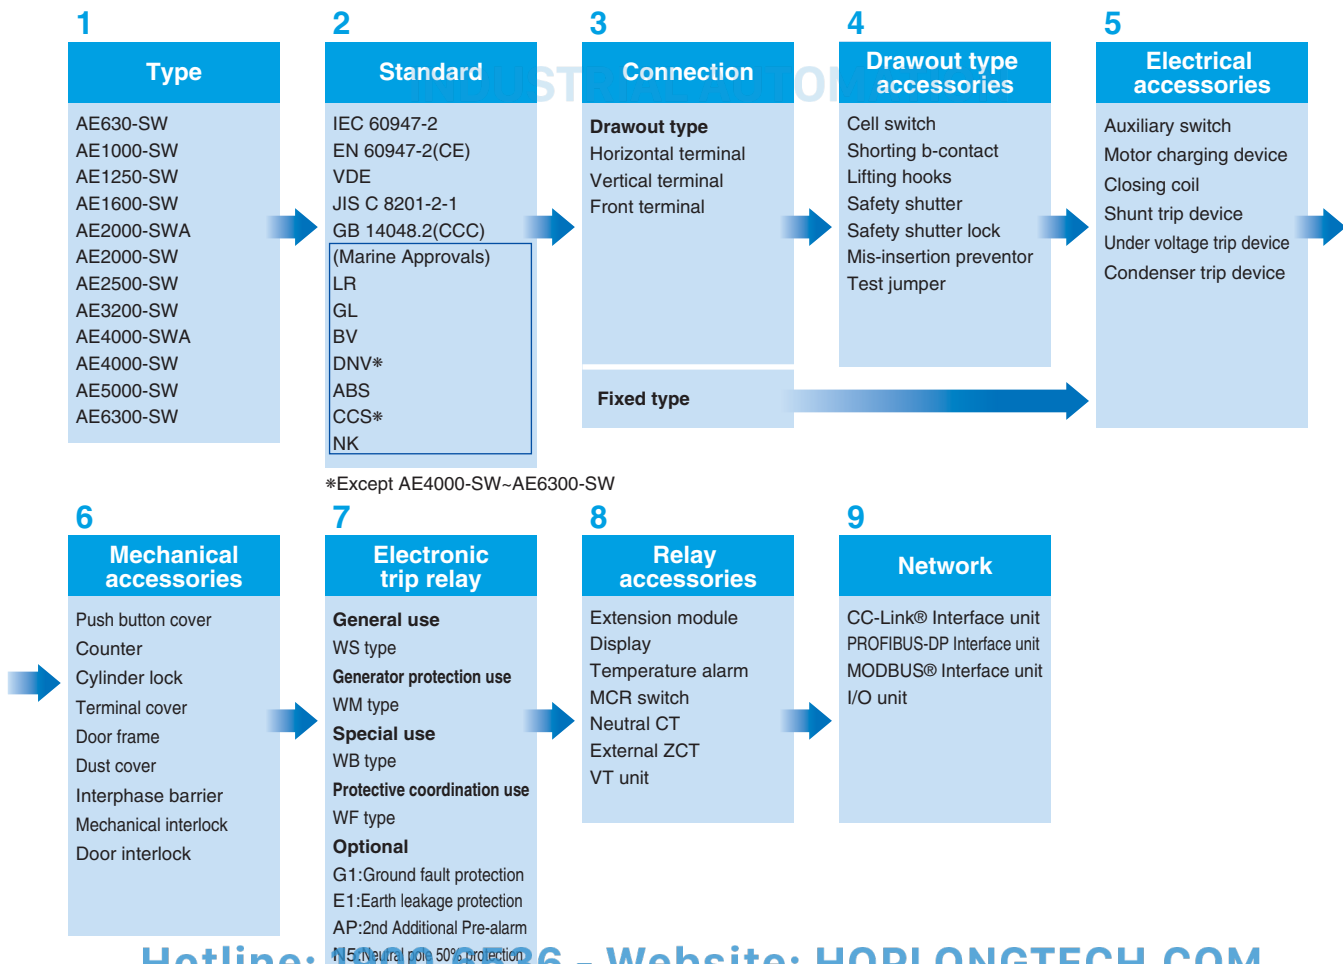 1
Type
AE630-SW
AE1000-SW
AE1250-SW
AE1600-SW
AE2000-SWA
AE2000-SW
AE2500-SW
AE3200-SW
AE4000-SWA
AE4000-SW
AE5000-SW
AE6300-SW
2
Standard
IEC 60947-2
EN 60947-2(CE)
VDE
JIS C 8201-2-1
GB 14048.2(CCC)
(Marine Approvals)
LR
GL
BV
DNV⁕
ABS
CCS⁕
NK
⁕Except AE4000-SW~AE6300-SW
3
Connection
Drawout type
Horizontal terminal
Vertical terminal
Front terminal
Fixed type
4
Drawout type
accessories
Cell switch
Shorting b-contact
Lifting hooks
Safety shutter
Safety shutter lock
Mis-insertion preventor
Test jumper
5
Electrical
accessories
Auxiliary switch
Motor charging device
Closing coil
Shunt trip device
Under voltage trip device
Condenser trip device
6
Mechanical
accessories
Push button cover
Counter
Cylinder lock
Terminal cover
Door frame
Dust cover
Interphase barrier
Mechanical interlock
Door interlock
7
Electronic
trip relay
General use
WS type
Generator protection use
WM type
Special use
WB type
Protective coordination use
WF type
Optional
G1:Ground fault protection
E1:Earth leakage protection
AP:2nd Additional Pre-alarm
N5:Neutral pole 50% protection
8
Relay
accessories
Extension module
Display
Temperature alarm
MCR switch
Neutral CT
External ZCT
VT unit
9
Network
CC-Link® Interface unit
PROFIBUS-DP Interface unit
MODBUS® Interface unit
I/O unit
Hotline: - Website: HOPLONGTECH.COM